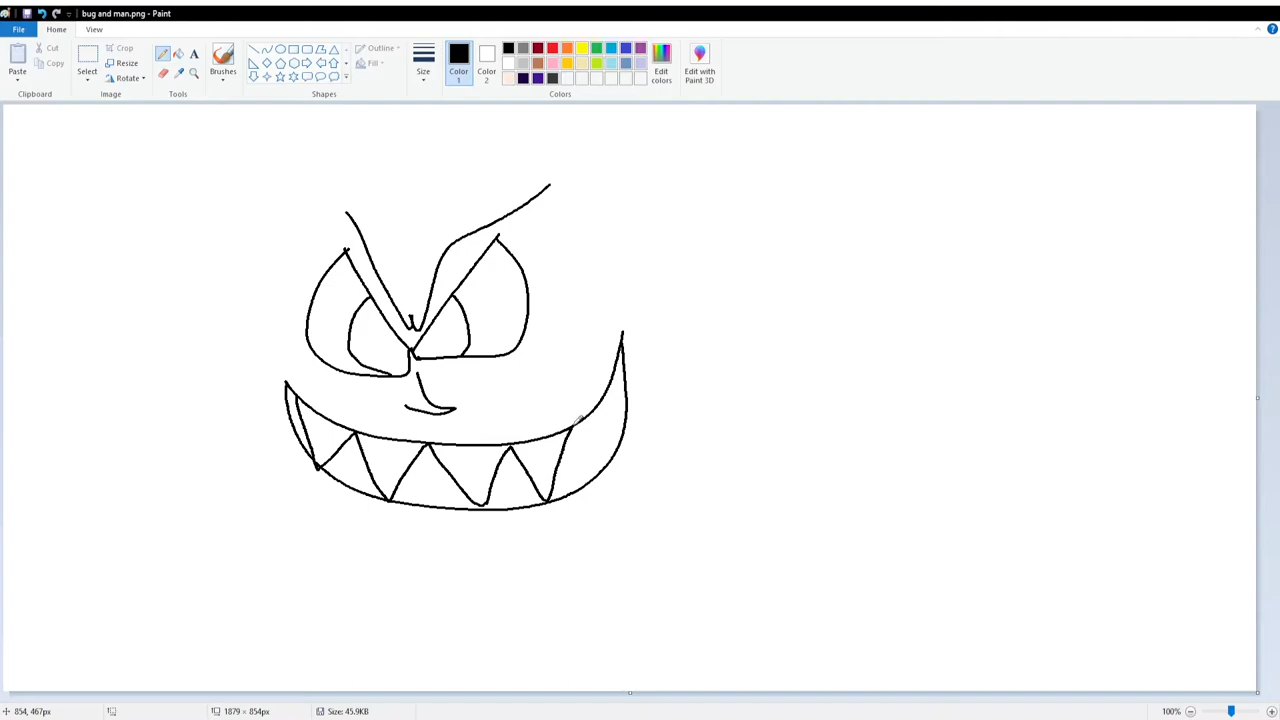 bug and man.png - Paint
File Home View
Paste
Cut
Copy
Clipboard
Select
Crop
Resize
Rotate
Image
A
Tools
Brushes
Outline
Fill
Shapes
Size
Color 1
Color 2
Edit colors
Edit with Paint 3D
Colors
854, 467px
1879 × 854px
Size: 45.9KB
100%